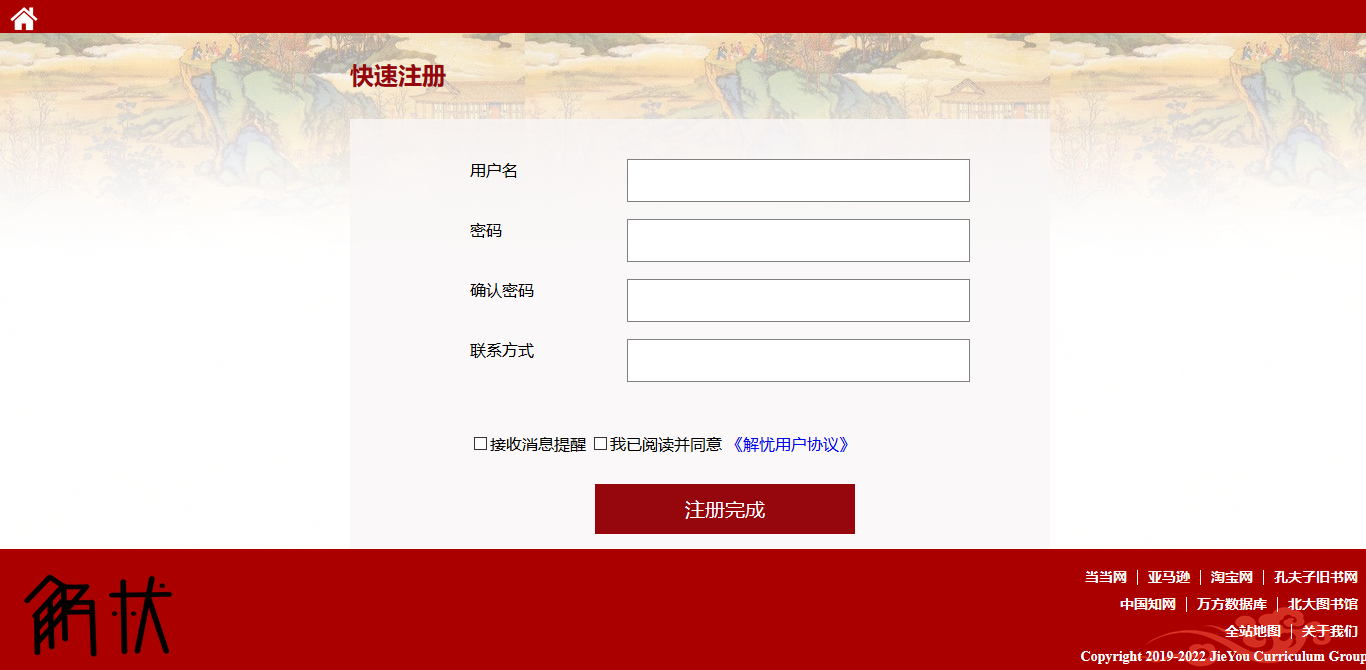 快速注册
用户名
密码
确认密码
联系方式
接收消息提醒 我已阅读并同意 《解忧用户协议》
注册完成
当当网 | 亚马逊 | 淘宝网 | 孔夫子旧书网
中国知网 | 万方数据库 | 北大图书馆
全站地图 | 关于我们
Copyright 2019-2022 JieYou Curriculum Group